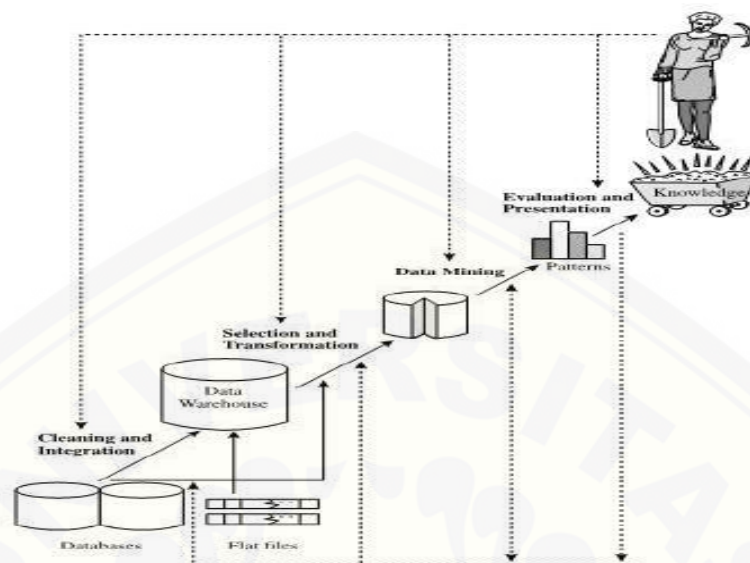 Knowledge
Evaluation and
Presentation
Patterns
Data Mining
Selection and
Transformation
Data
Warehouse
Cleaning and
Integration
Databases
Flat files